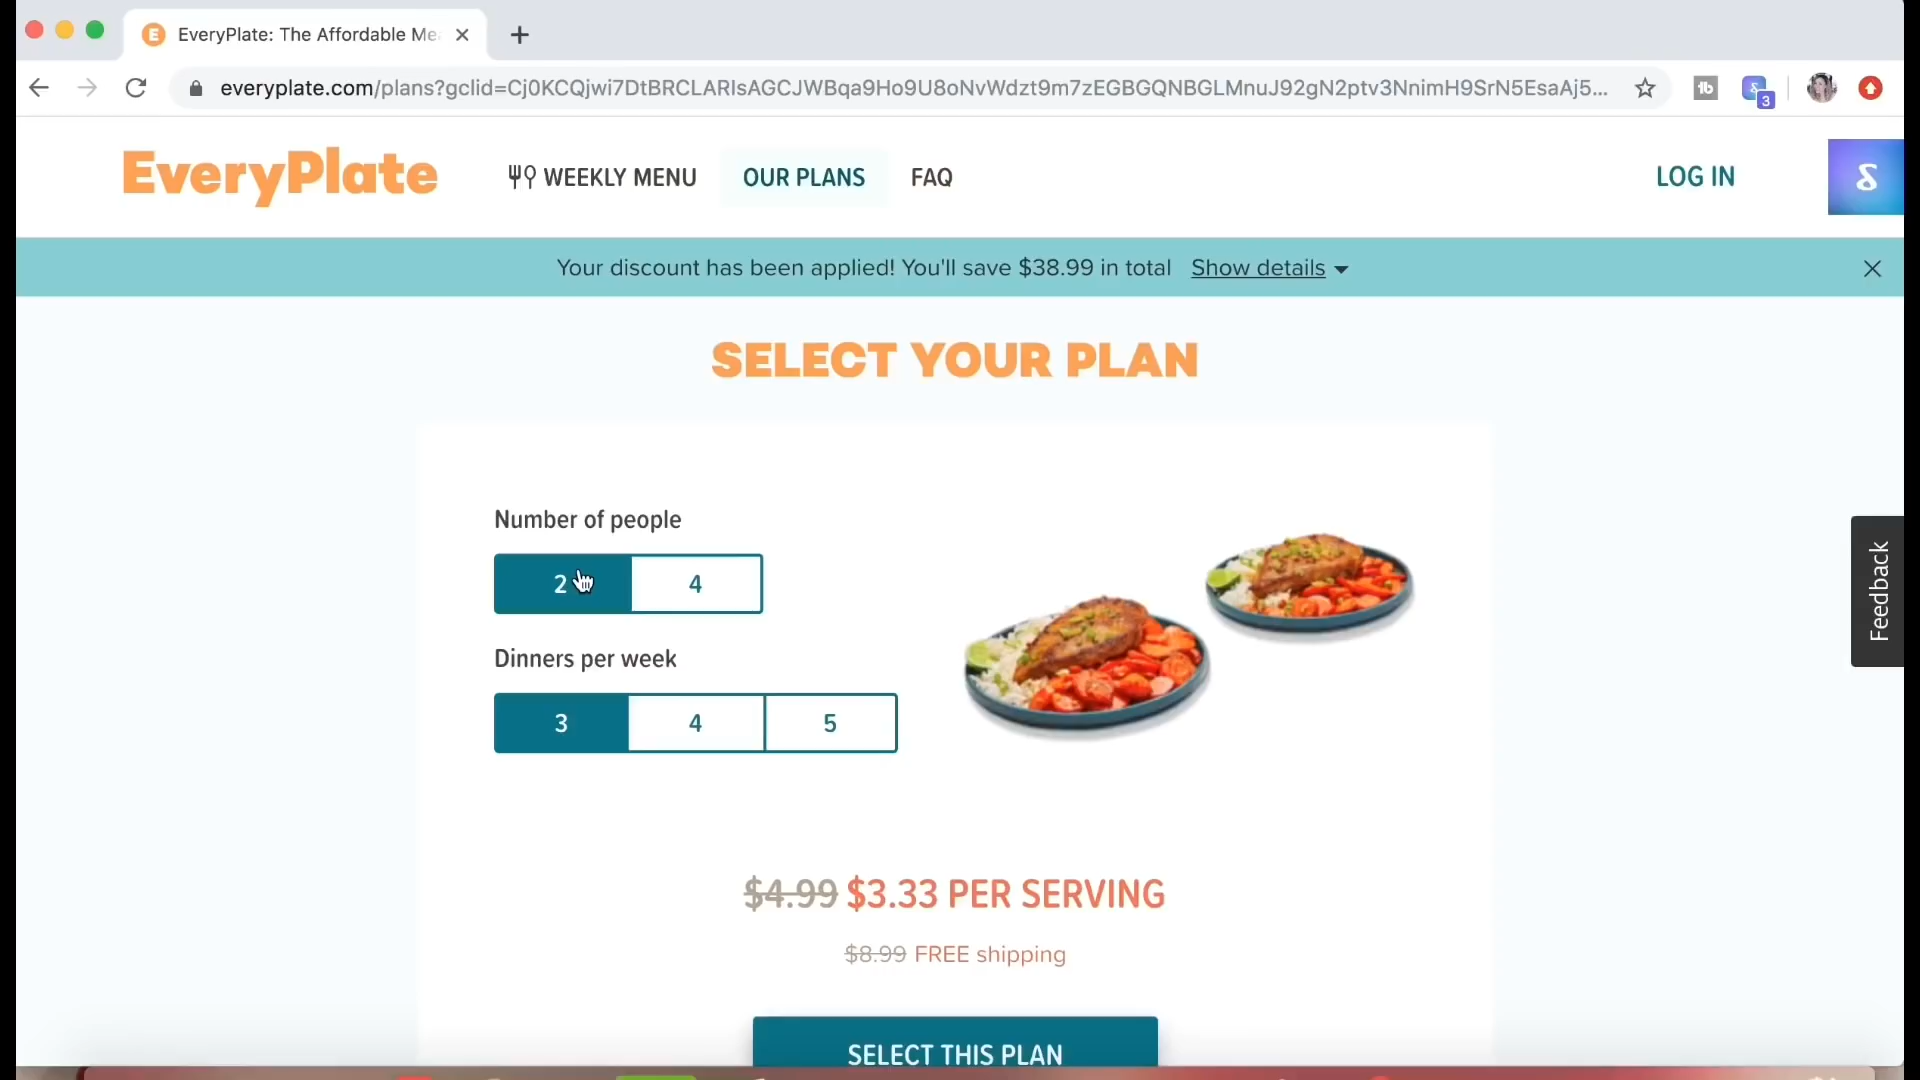 EveryPlate: The Affordable Me
everyplate.com/plans?gclid=Cj0KCQjwi7DtBRCLARIsAGCJWBqa9Ho9U8oNvWdzt9m7zEGBGQNBGLMnuJ92gN2ptv3NnimH9SrN5EsaAj5...
3
EveryPlate WEEKLY MENU OUR PLANS FAQ LOG IN
Your discount has been applied! You'll save $38.99 in total Show details
SELECT YOUR PLAN
Number of people
2 4
Dinners per week
3 4 5
Feedback
$4.99 $3.33 PER SERVING
$8.99 FREE shipping
SELECT THIS PLAN